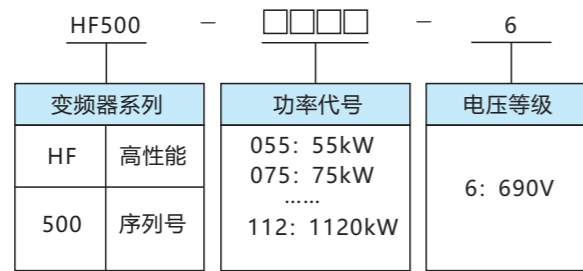 HF500 － □□□□ － 6
变频器系列
HF 高性能
500 序列号
功率代号
055：55kW
075：75kW
……
112：1120kW
电压等级
6：690V